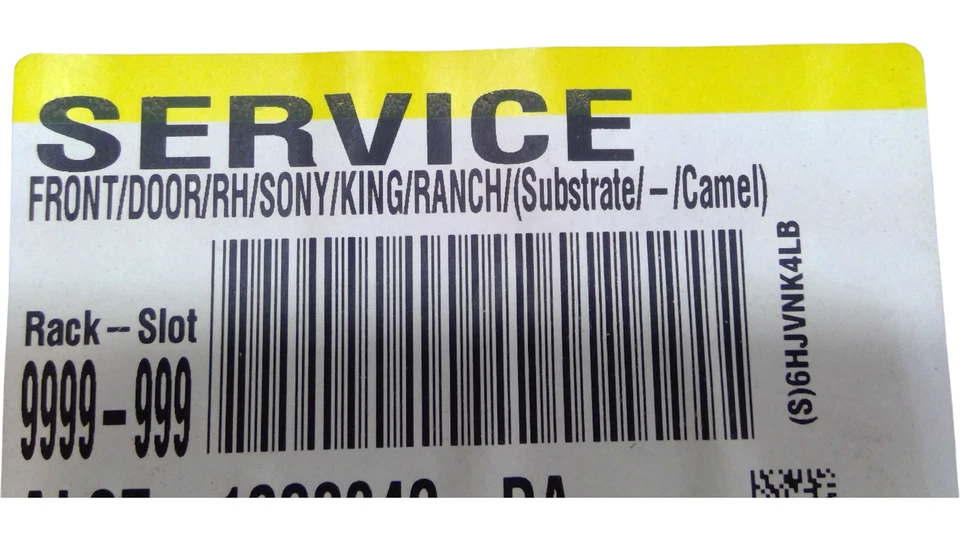 SERVICE
FRONT/DOOR/RH/SONY/KING/RANCH/(Substrate/ – /Camel)
(S)6HJVNK4LB
Rack – Slot
9999 - 999